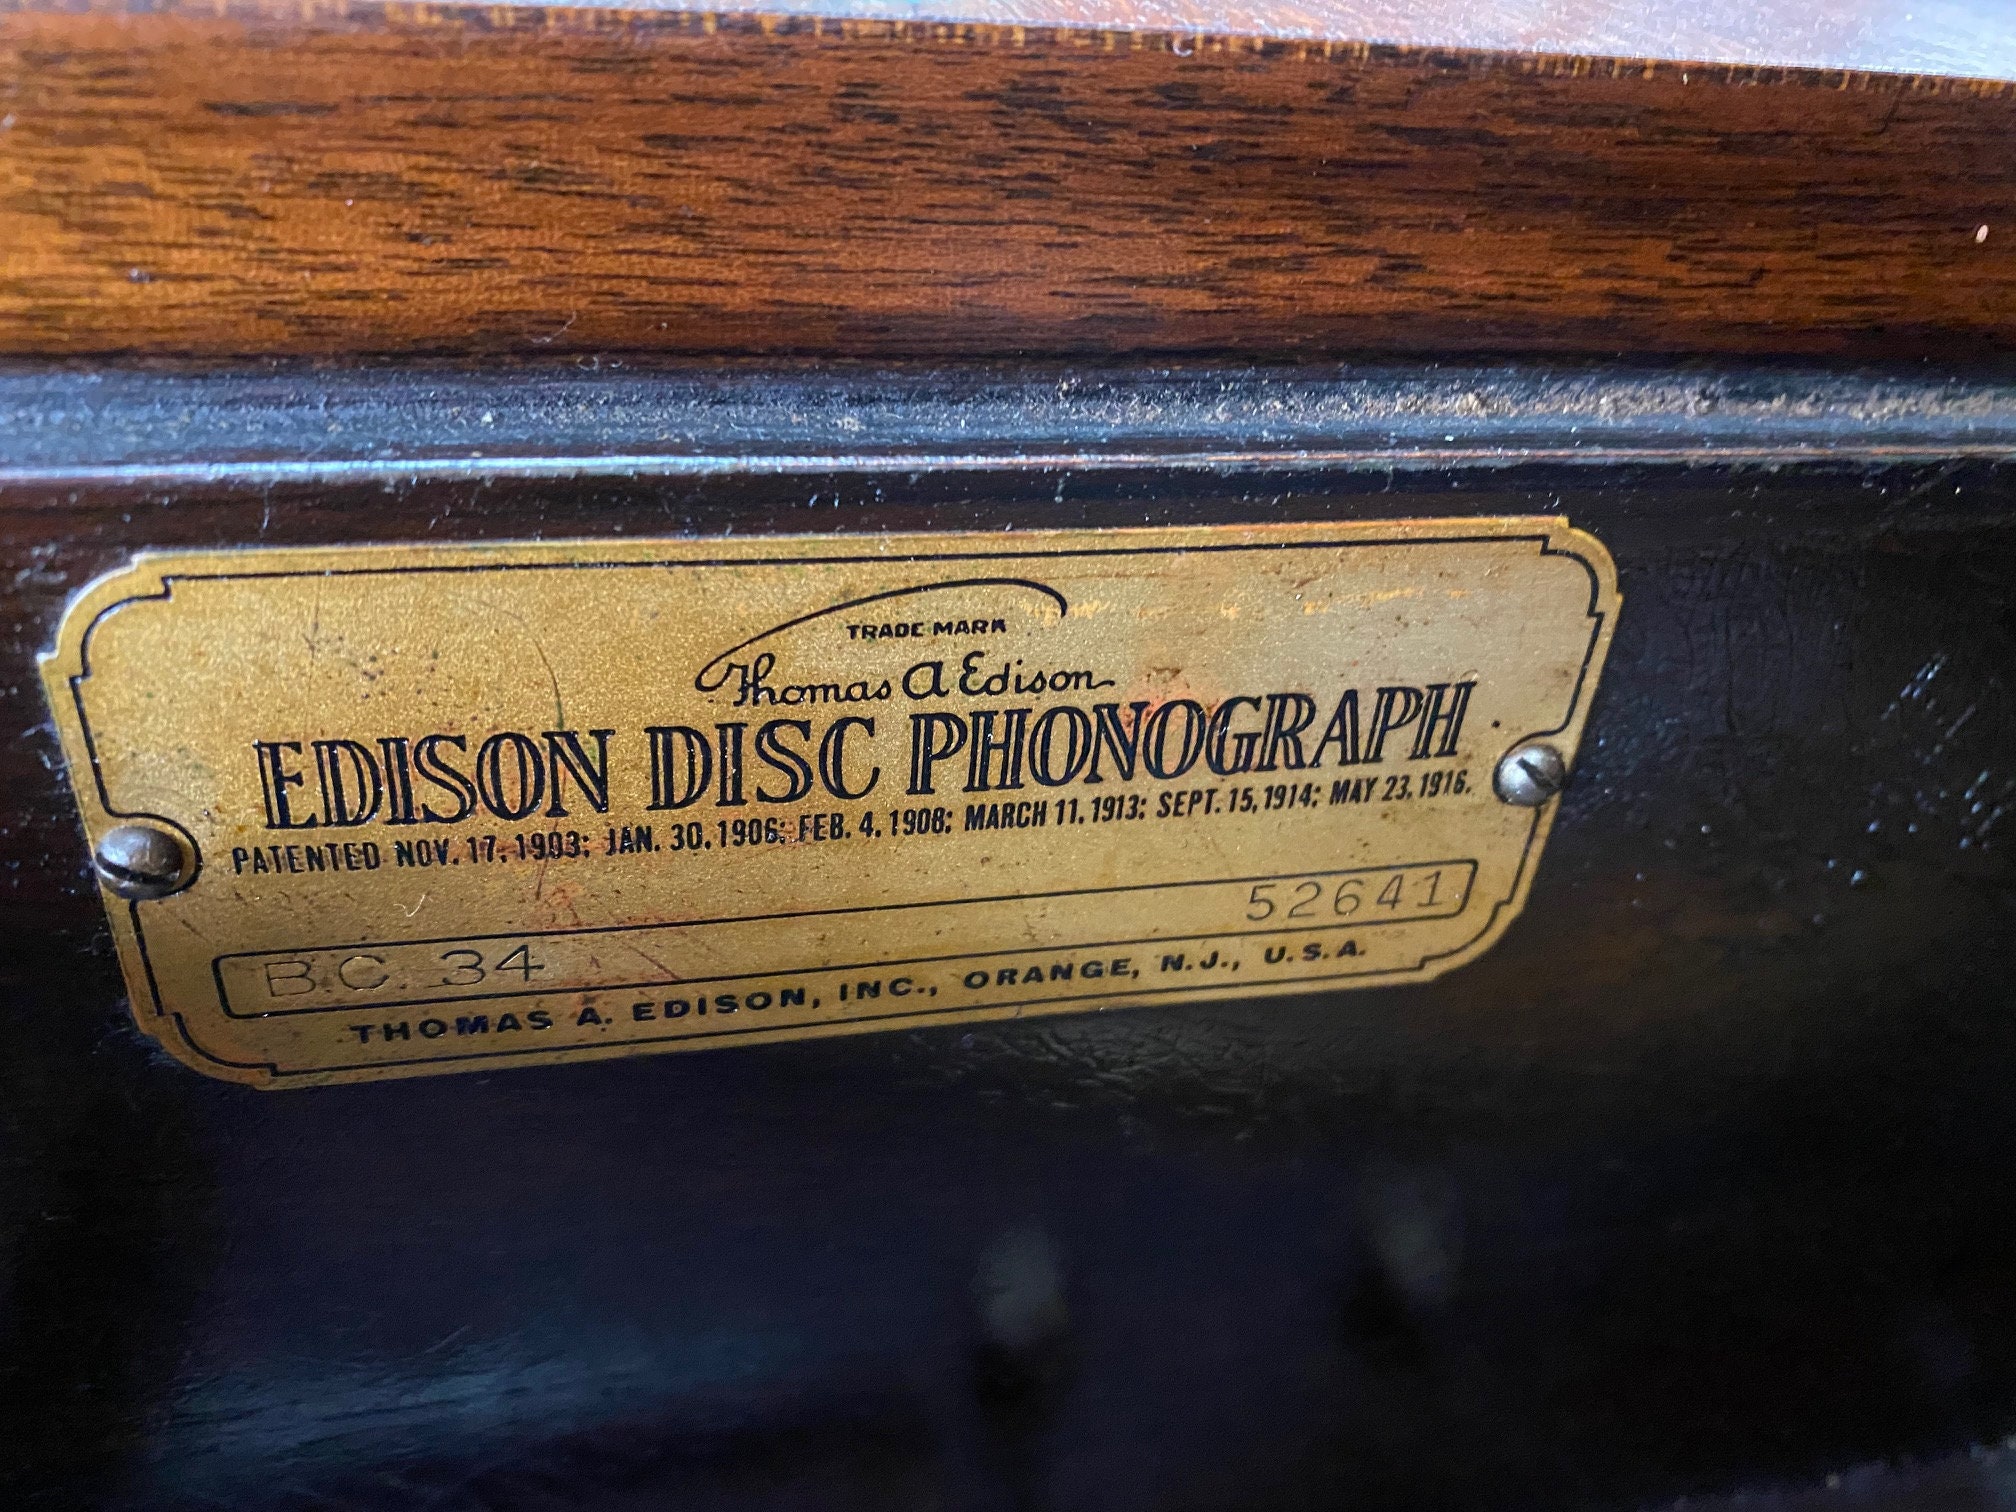 TRADE MARK
Thomas A Edison
EDISON DISC PHONOGRAPH
PATENTED NOV. 17, 1903; JAN. 30, 1906; FEB. 4, 1908; MARCH 11, 1913; SEPT. 15, 1914; MAY 23, 1916.
B.C. 34 52641
THOMAS A. EDISON, INC., ORANGE, N.J., U.S.A.